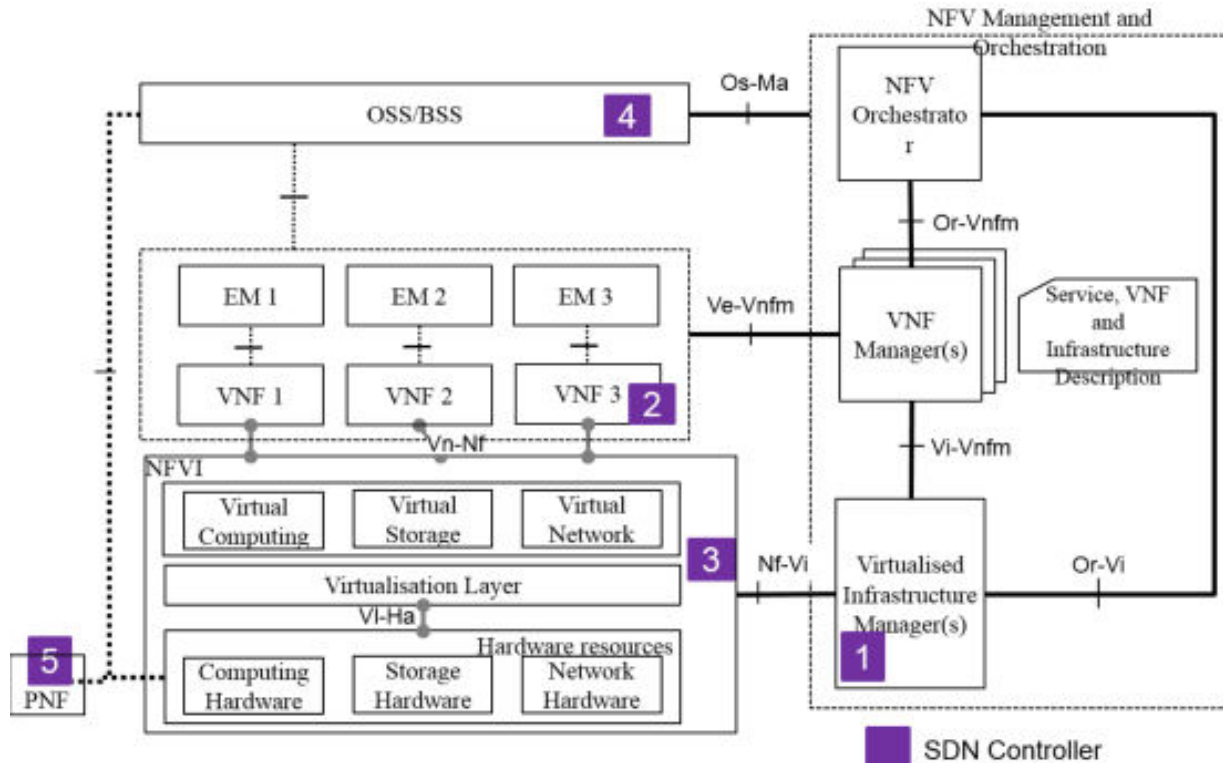 NFV Management and
Orchestration
Os-Ma
OSS/BSS
4
NFV
Orchestrato
r
Or-Vnfm
EM 1
EM 2
EM 3
Ve-Vnfm
VNF
Manager(s)
Service, VNF
and
Infrastructure
Description
VNF 1
VNF 2
VNF 3
2
Vn-Nf
Vi-Vnfm
NFVI
Virtual
Computing
Virtual
Storage
Virtual
Network
3
Nf-Vi
Virtualised
Infrastructure
Manager(s)
1
Or-Vi
Virtualisation Layer
Vl-Ha
Hardware resources
Computing
Hardware
Storage
Hardware
Network
Hardware
5
PNF
SDN Controller